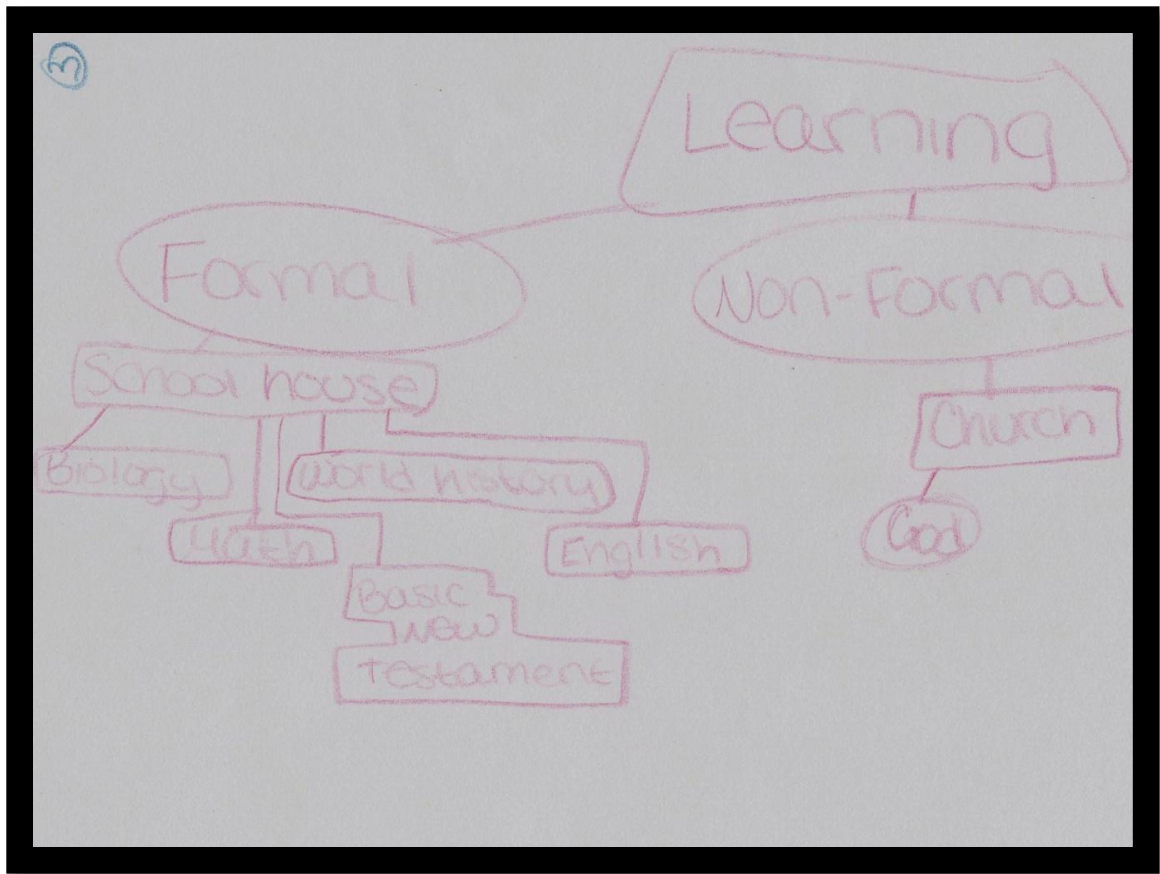 3
Learning
Formal
Non-Formal
School house
Church
Biology
World history
Math
English
God
Basic
New
Testament